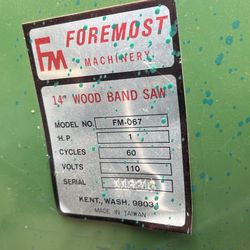 FM FOREMOST
MACHINERY
14" WOOD BAND SAW
MODEL NO. FM-067
H.P. 1
CYCLES 60
VOLTS 110
SERIAL
KENT, WASH. 9803
MADE IN TAIWAN